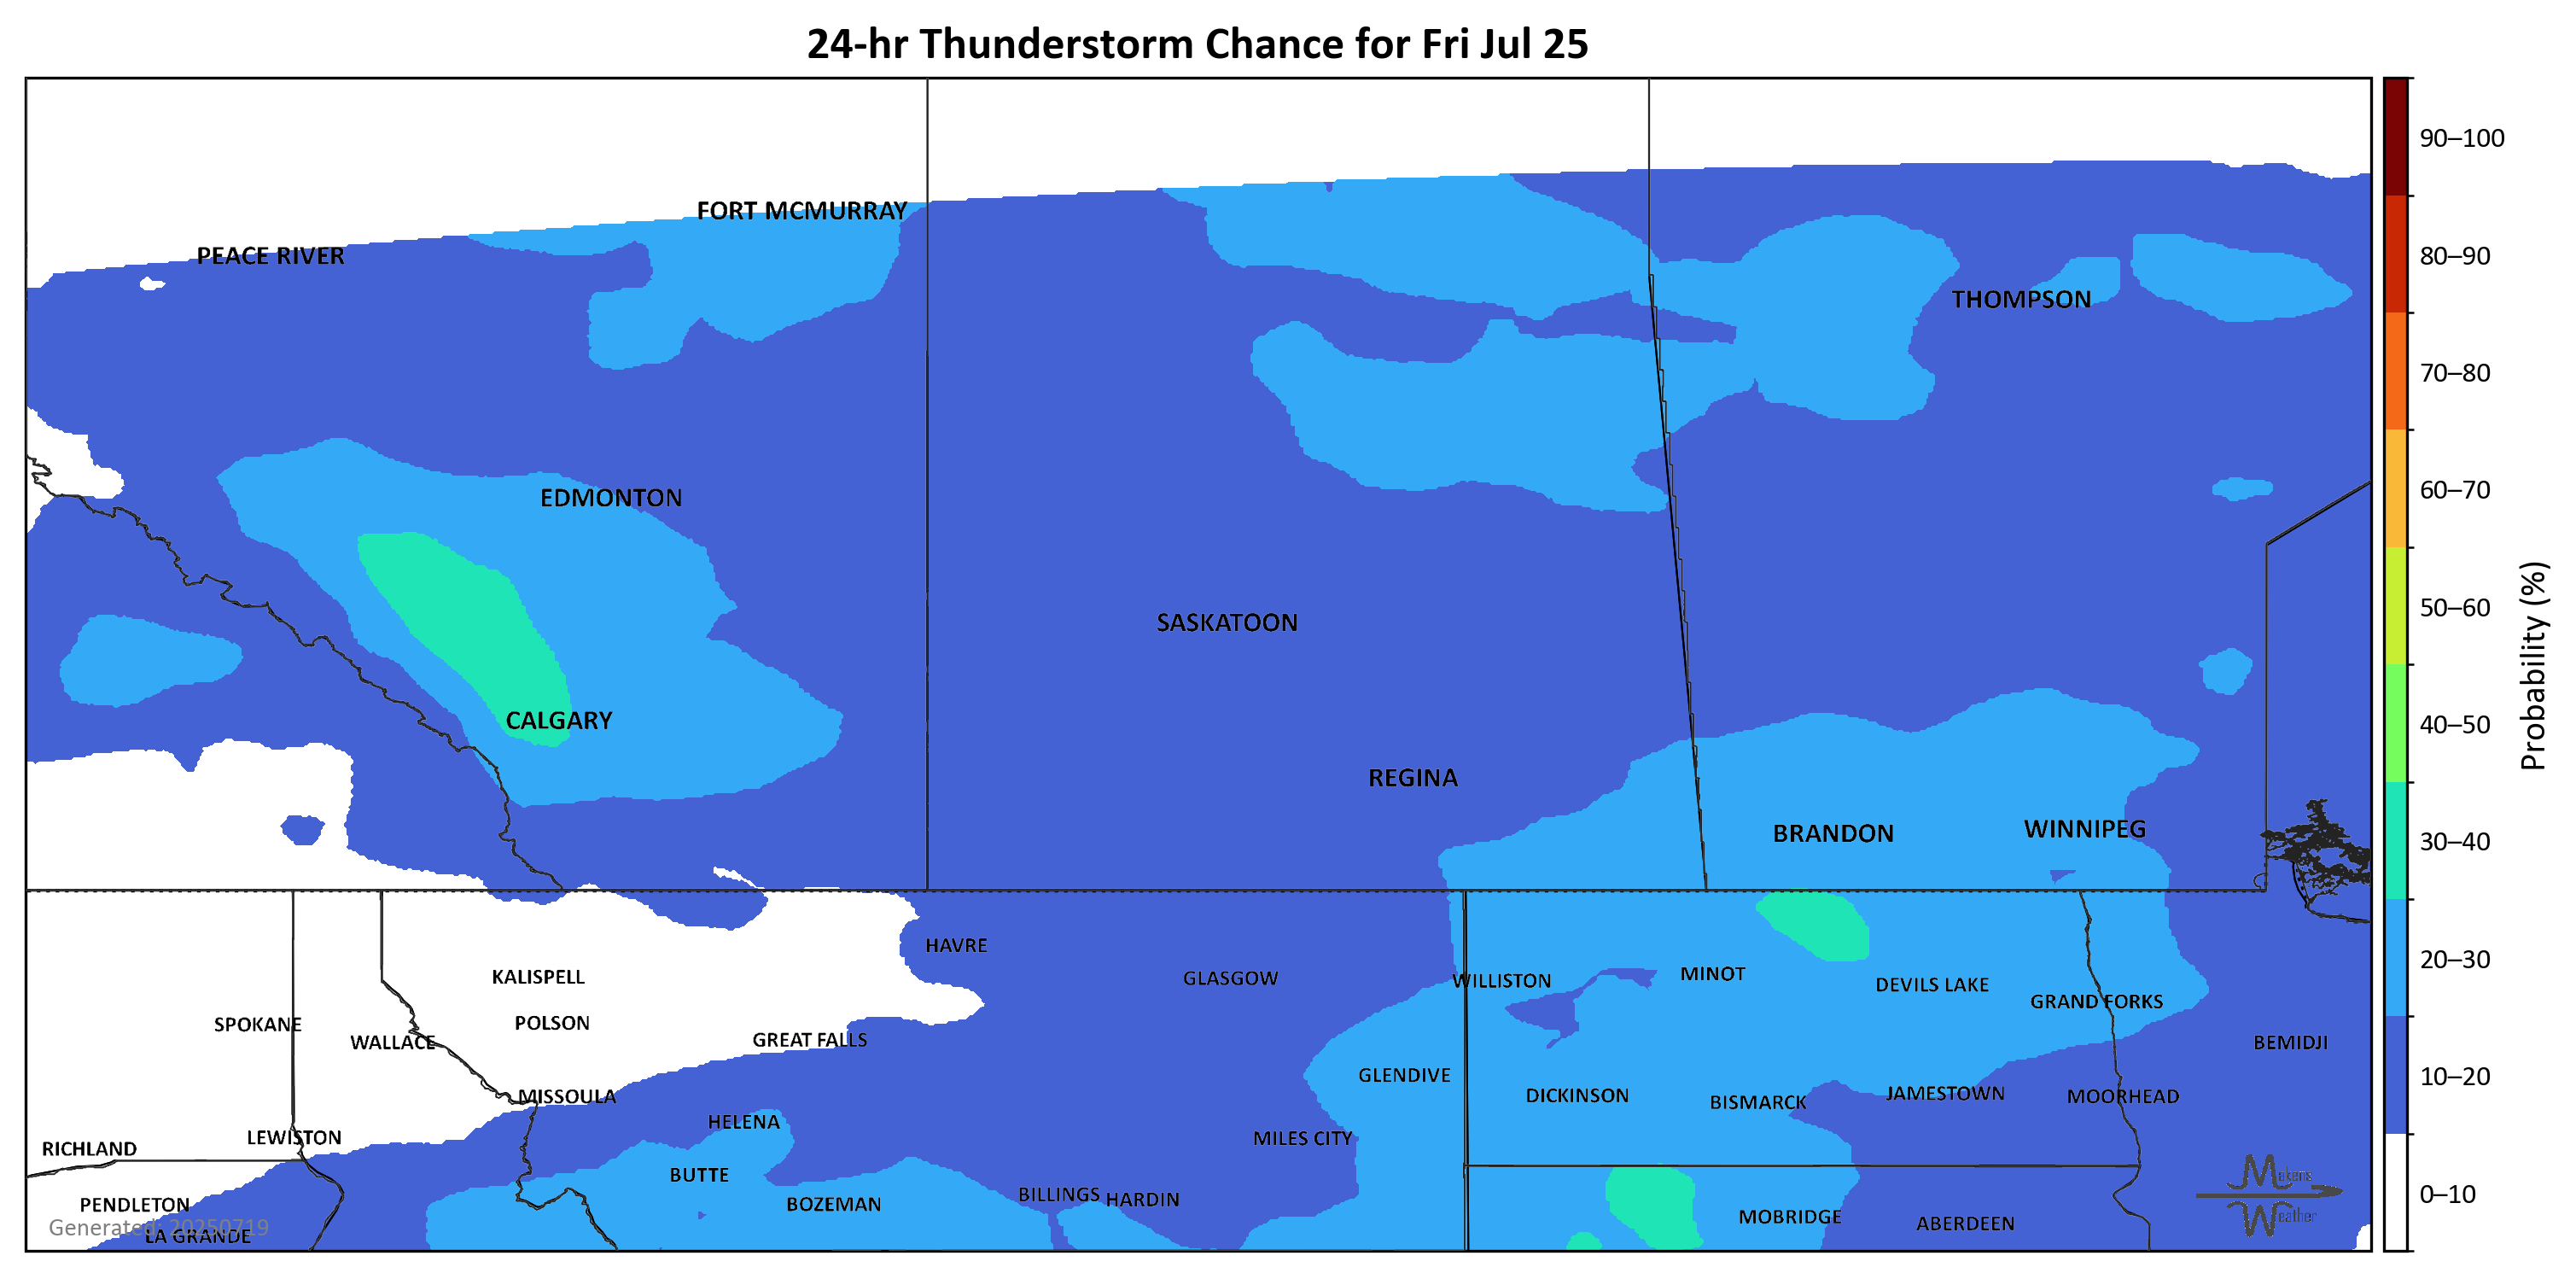 24-hr Thunderstorm Chance for Fri Jul 25
90–100
FORT MCMURRAY
PEACE RIVER
80–90
THOMPSON
70–80
EDMONTON
60–70
SASKATOON
50–60
Probability (%)
CALGARY
40–50
REGINA
BRANDON
WINNIPEG
30–40
HAVRE
KALISPELL
GLASGOW
WILLISTON
MINOT
DEVILS LAKE
20–30
GRAND FORKS
SPOKANE
POLSON
WALLACE
GREAT FALLS
BEMIDJI
GLENDIVE
10–20
MISSOULA
DICKINSON
BISMARCK
JAMESTOWN
MOORHEAD
HELENA
LEWISTON
MILES CITY
RICHLAND
BUTTE
Mekens
BOZEMAN
BILLINGS
HARDIN
0–10
PENDLETON
MOBRIDGE
Weather
ABERDEEN
Generated: 20250719
LA GRANDE